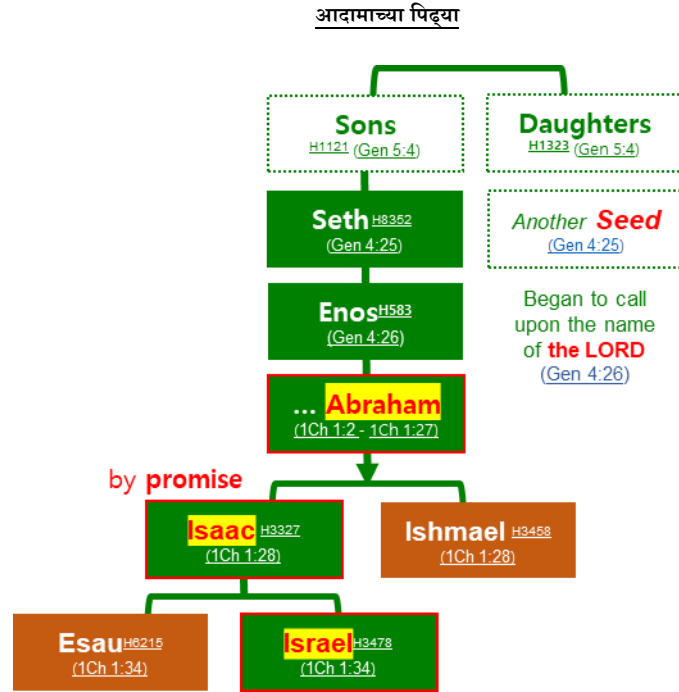 आदामाच्या पिढ्या
Sons
H1121 (Gen 5:4)
Daughters
H1323 (Gen 5:4)
Seth H8352
(Gen 4:25)
Another Seed
(Gen 4:25)
Enos H583
(Gen 4:26)
Began to call
upon the name
of the LORD
(Gen 4:26)
... Abraham
(1Ch 1:2 - 1Ch 1:27)
by promise
Isaac H3327
(1Ch 1:28)
Ishmael H3458
(1Ch 1:28)
Esau H6215
(1Ch 1:34)
Israel H3478
(1Ch 1:34)